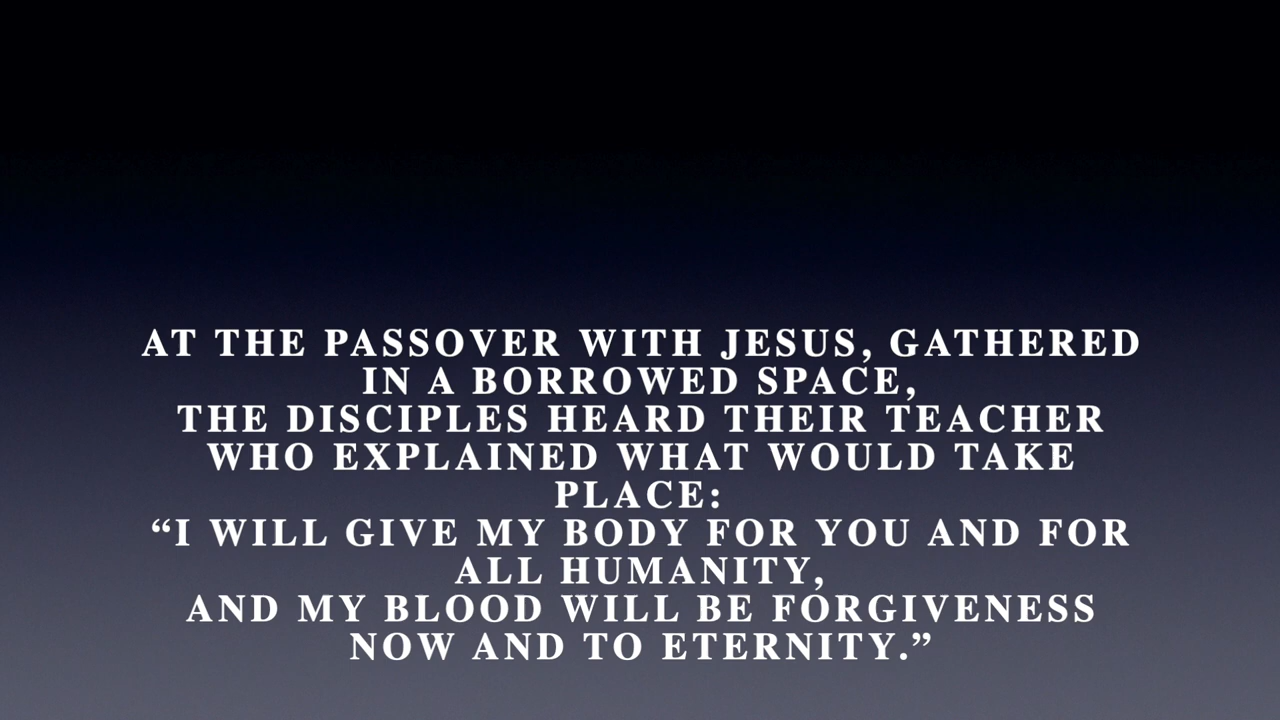 AT THE PASSOVER WITH JESUS, GATHERED
IN A BORROWED SPACE,
THE DISCIPLES HEARD THEIR TEACHER
WHO EXPLAINED WHAT WOULD TAKE
PLACE:
“I WILL GIVE MY BODY FOR YOU AND FOR
ALL HUMANITY,
AND MY BLOOD WILL BE FORGIVENESS
NOW AND TO ETERNITY.”